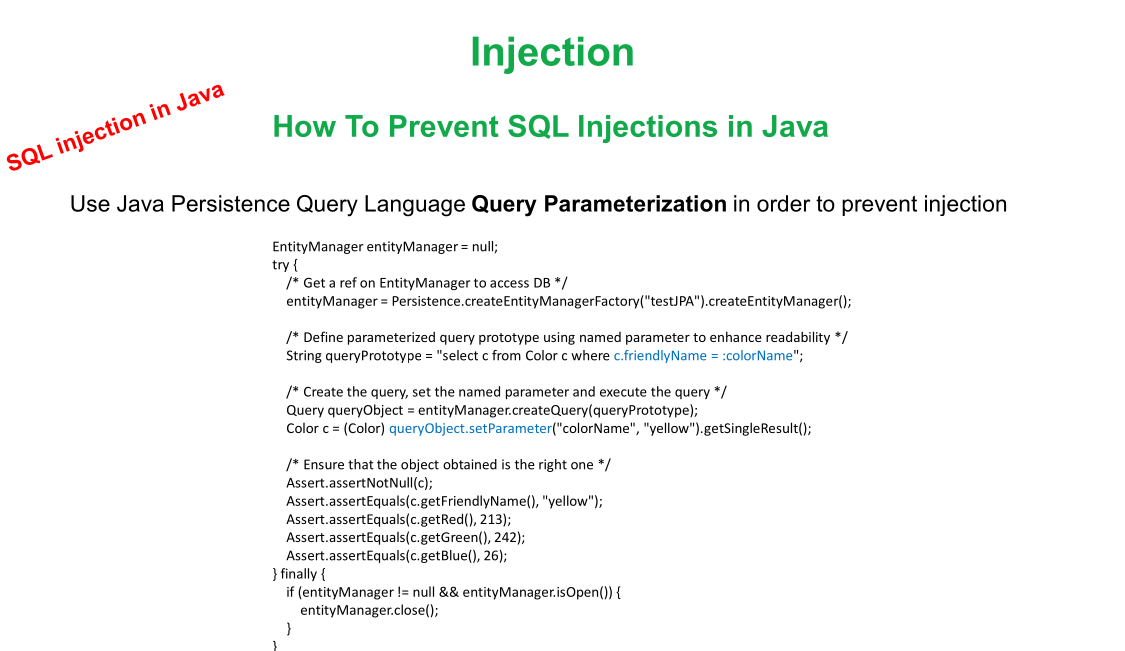 Injection
SQL injection in Java
How To Prevent SQL Injections in Java
Use Java Persistence Query Language Query Parameterization in order to prevent injection
EntityManager entityManager = null;
try {
/* Get a ref on EntityManager to access DB */
entityManager = Persistence.createEntityManagerFactory("testJPA").createEntityManager();
/* Define parameterized query prototype using named parameter to enhance readability */
String queryPrototype = "select c from Color c where c.friendlyName = :colorName";
/* Create the query, set the named parameter and execute the query */
Query queryObject = entityManager.createQuery(queryPrototype);
Color c = (Color) queryObject.setParameter("colorName", "yellow").getSingleResult();
/* Ensure that the object obtained is the right one */
Assert.assertNotNull(c);
Assert.assertEquals(c.getFriendlyName(), "yellow");
Assert.assertEquals(c.getRed(), 213);
Assert.assertEquals(c.getGreen(), 242);
Assert.assertEquals(c.getBlue(), 26);
} finally {
if (entityManager != null && entityManager.isOpen()) {
entityManager.close();
}
}